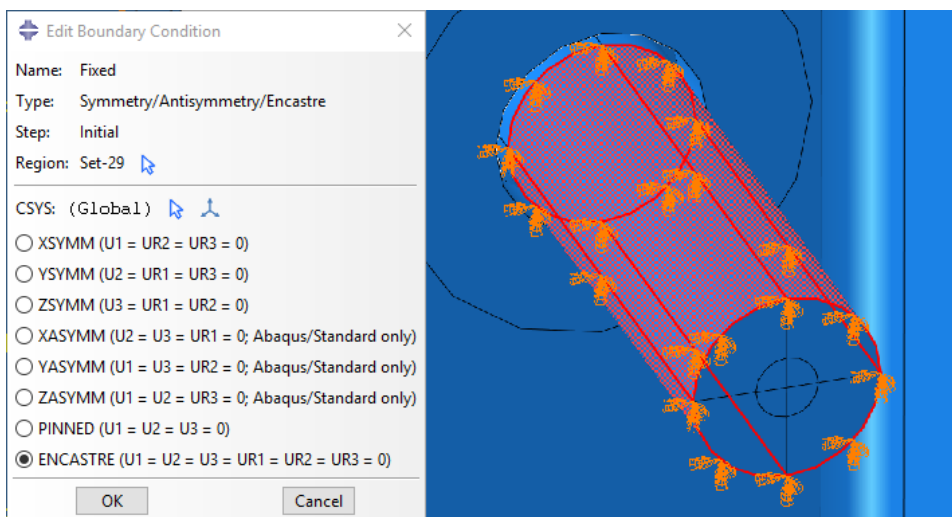 Edit Boundary Condition
Name: Fixed
Type: Symmetry/Antisymmetry/Encastre
Step: Initial
Region: Set-29
CSYS: (Global)
XSYMM (U1 = UR2 = UR3 = 0)
YSYMM (U2 = UR1 = UR3 = 0)
ZSYMM (U3 = UR1 = UR2 = 0)
XASYMM (U2 = U3 = UR1 = 0; Abaqus/Standard only)
YASYMM (U1 = U3 = UR2 = 0; Abaqus/Standard only)
ZASYMM (U1 = U2 = UR3 = 0; Abaqus/Standard only)
PINNED (U1 = U2 = U3 = 0)
ENCASTRE (U1 = U2 = U3 = UR1 = UR2 = UR3 = 0)
OK Cancel